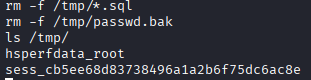 rm -f /tmp/*.sql
rm -f /tmp/passwd.bak
ls /tmp/
hsperfdata_root
sess_cb5ee68d83738496a1a2b6f75dc6ac8e